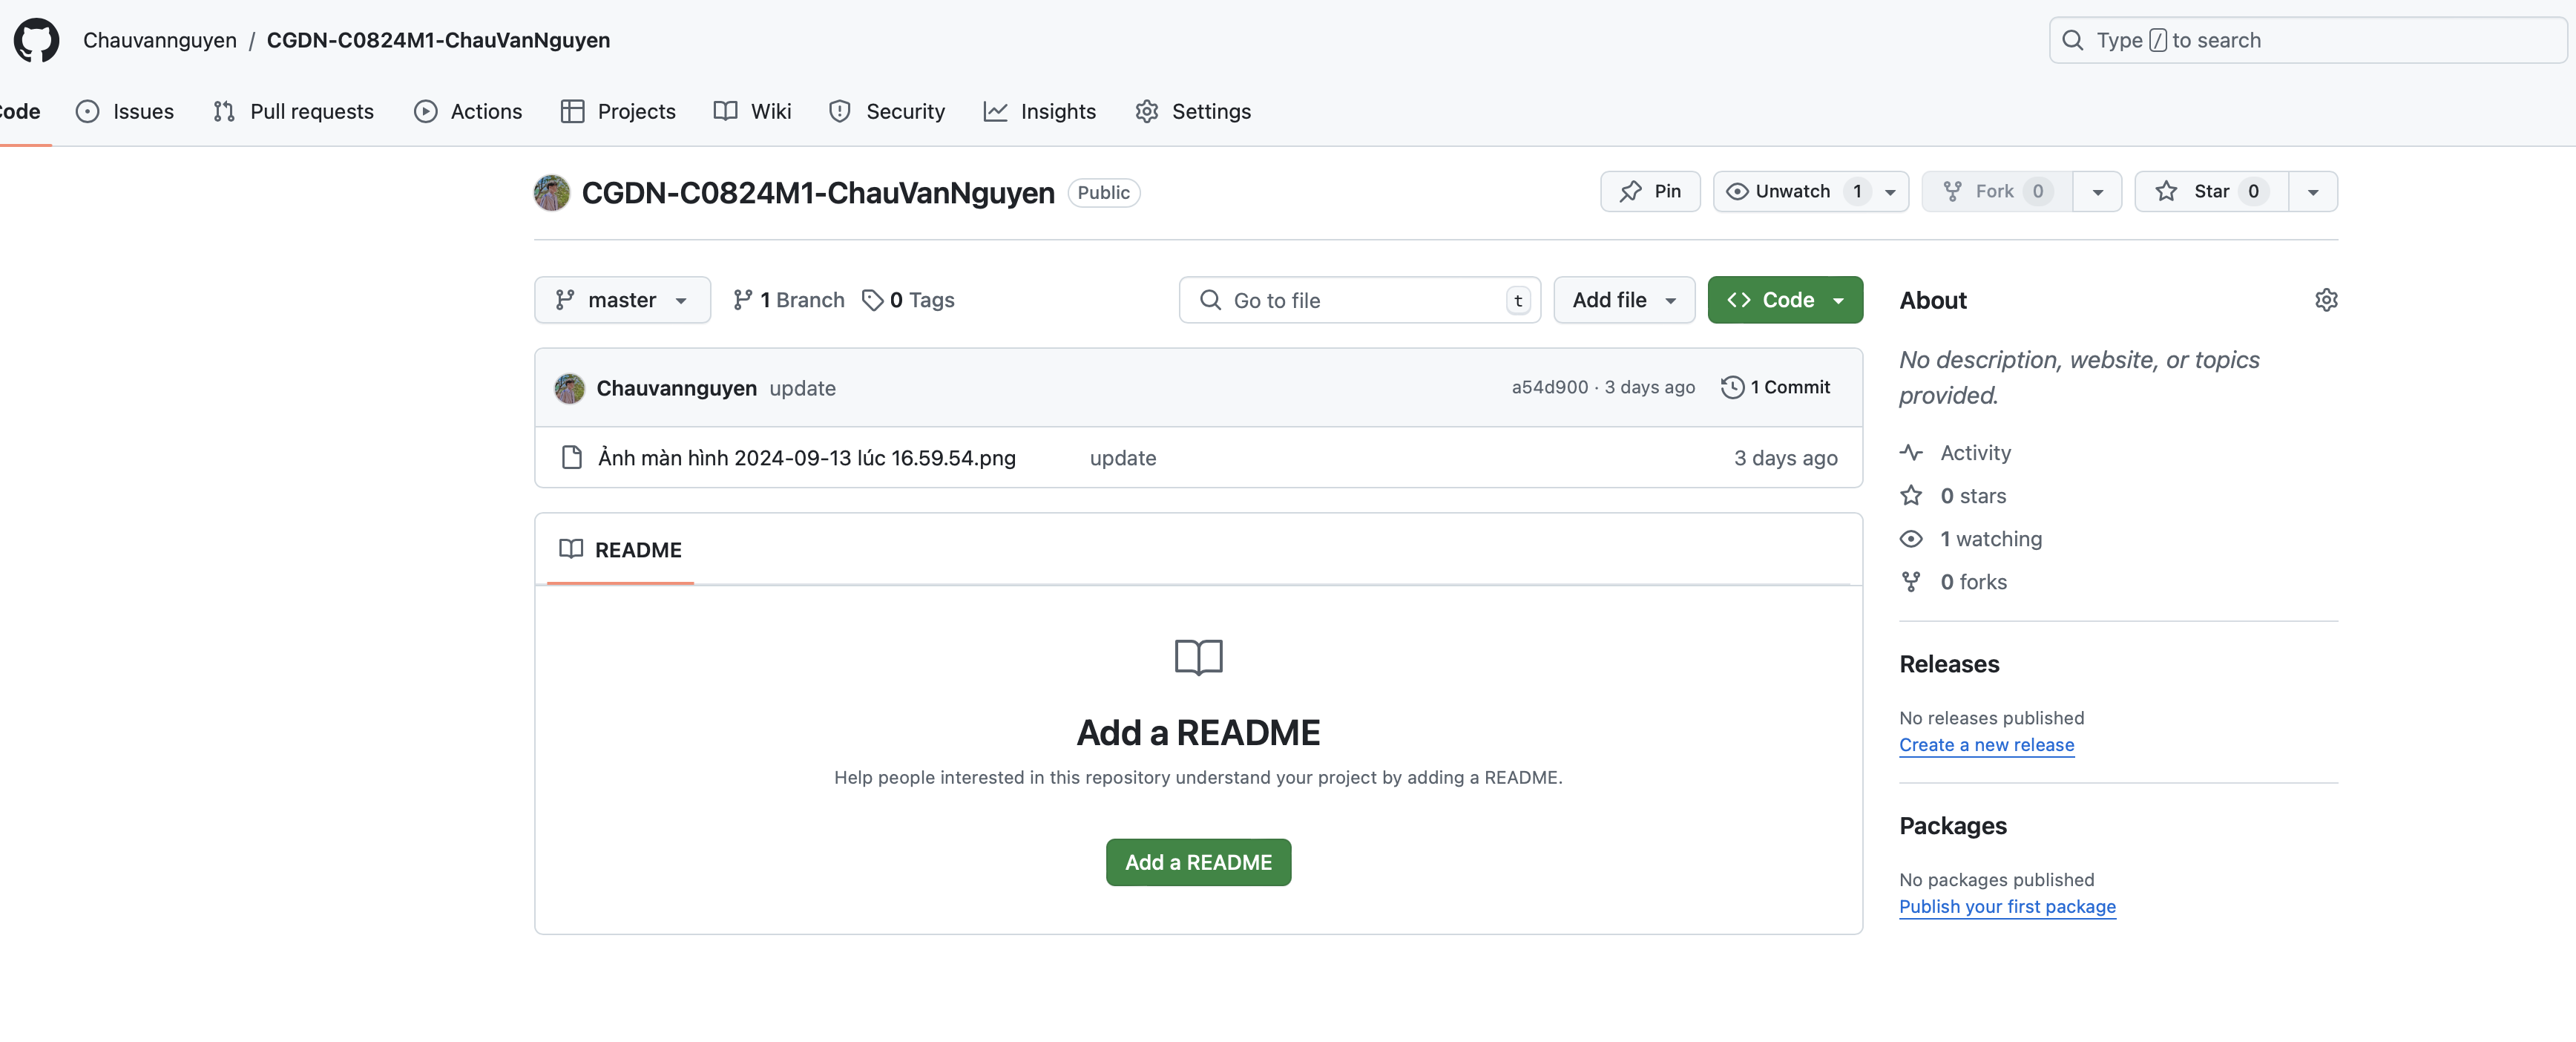 Chauvannguyen / CGDN-C0824M1-ChauVanNguyen
Type / to search
Code Issues Pull requests Actions Projects Wiki Security Insights Settings
CGDN-C0824M1-ChauVanNguyen Public
Pin Unwatch 1 Fork 0 Star 0
master 1 Branch 0 Tags Go to file t Add file Code
Chauvannguyen update a54d900 · 3 days ago 1 Commit
Ảnh màn hình 2024-09-13 lúc 16.59.54.png update 3 days ago
README
Add a README
Help people interested in this repository understand your project by adding a README.
Add a README
About
No description, website, or topics
provided.
Activity
0 stars
1 watching
0 forks
Releases
No releases published
Create a new release
Packages
No packages published
Publish your first package